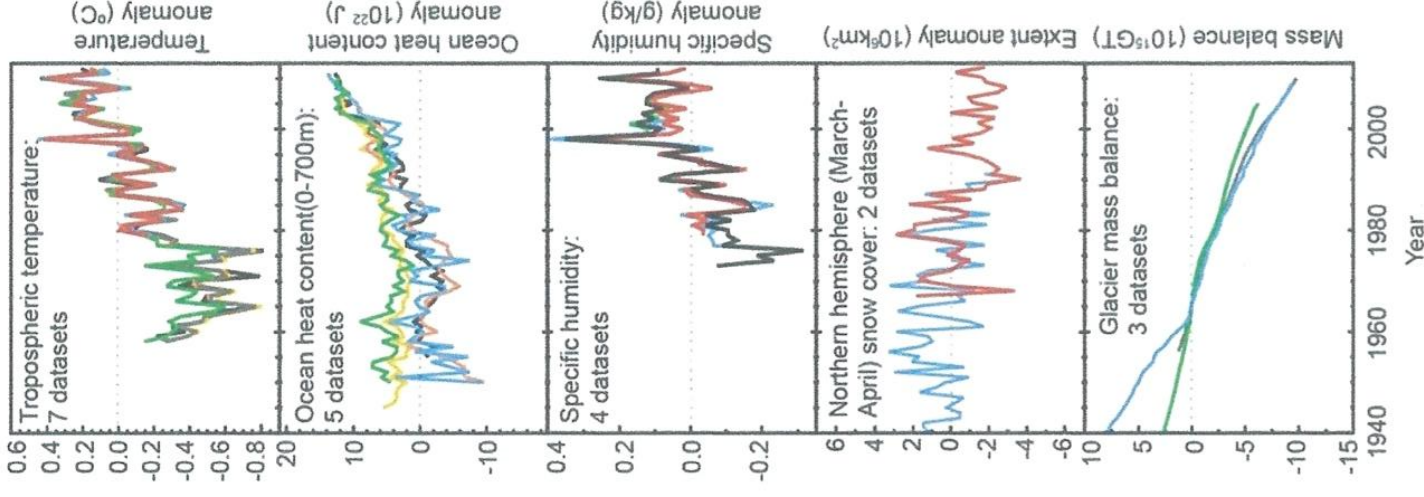 Temperature
anomaly (ºC)
Tropospheric temperature:
7 datasets
0.6
0.4
0.2
0.0
-0.2
-0.4
-0.6
-0.8
Ocean heat content
anomaly (10²² J)
Ocean heat content(0-700m):
5 datasets
20
10
0
-10
Specific humidity
anomaly (g/kg)
Specific humidity:
4 datasets
0.4
0.2
0.0
-0.2
Extent anomaly (10⁶km²)
Northern hemisphere (March-
April) snow cover: 2 datasets
6
4
2
0
-2
-4
-6
Mass balance (10¹⁵GT)
Glacier mass balance:
3 datasets
10
5
0
-5
-10
-15
1940
1960
1980
2000
Year